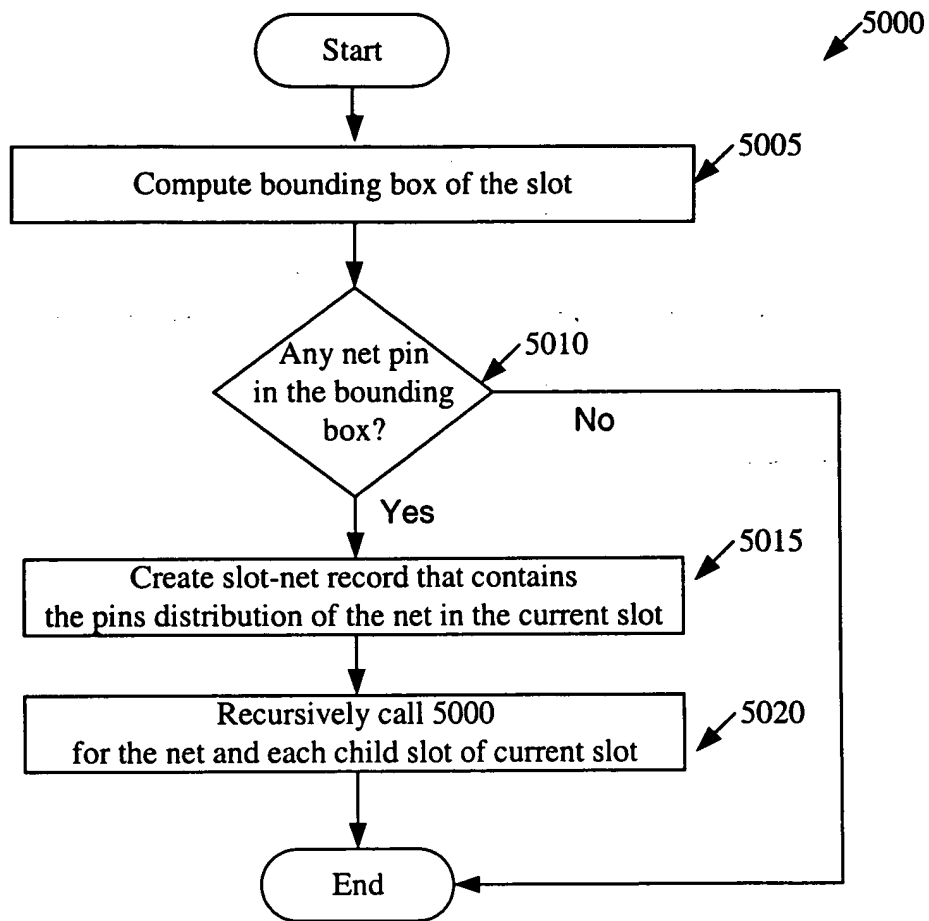 5000
Start
5005
Compute bounding box of the slot
5010
Any net pin
in the bounding
box?
No
Yes
5015
Create slot-net record that contains
the pins distribution of the net in the current slot
5020
Recursively call 5000
for the net and each child slot of current slot
End